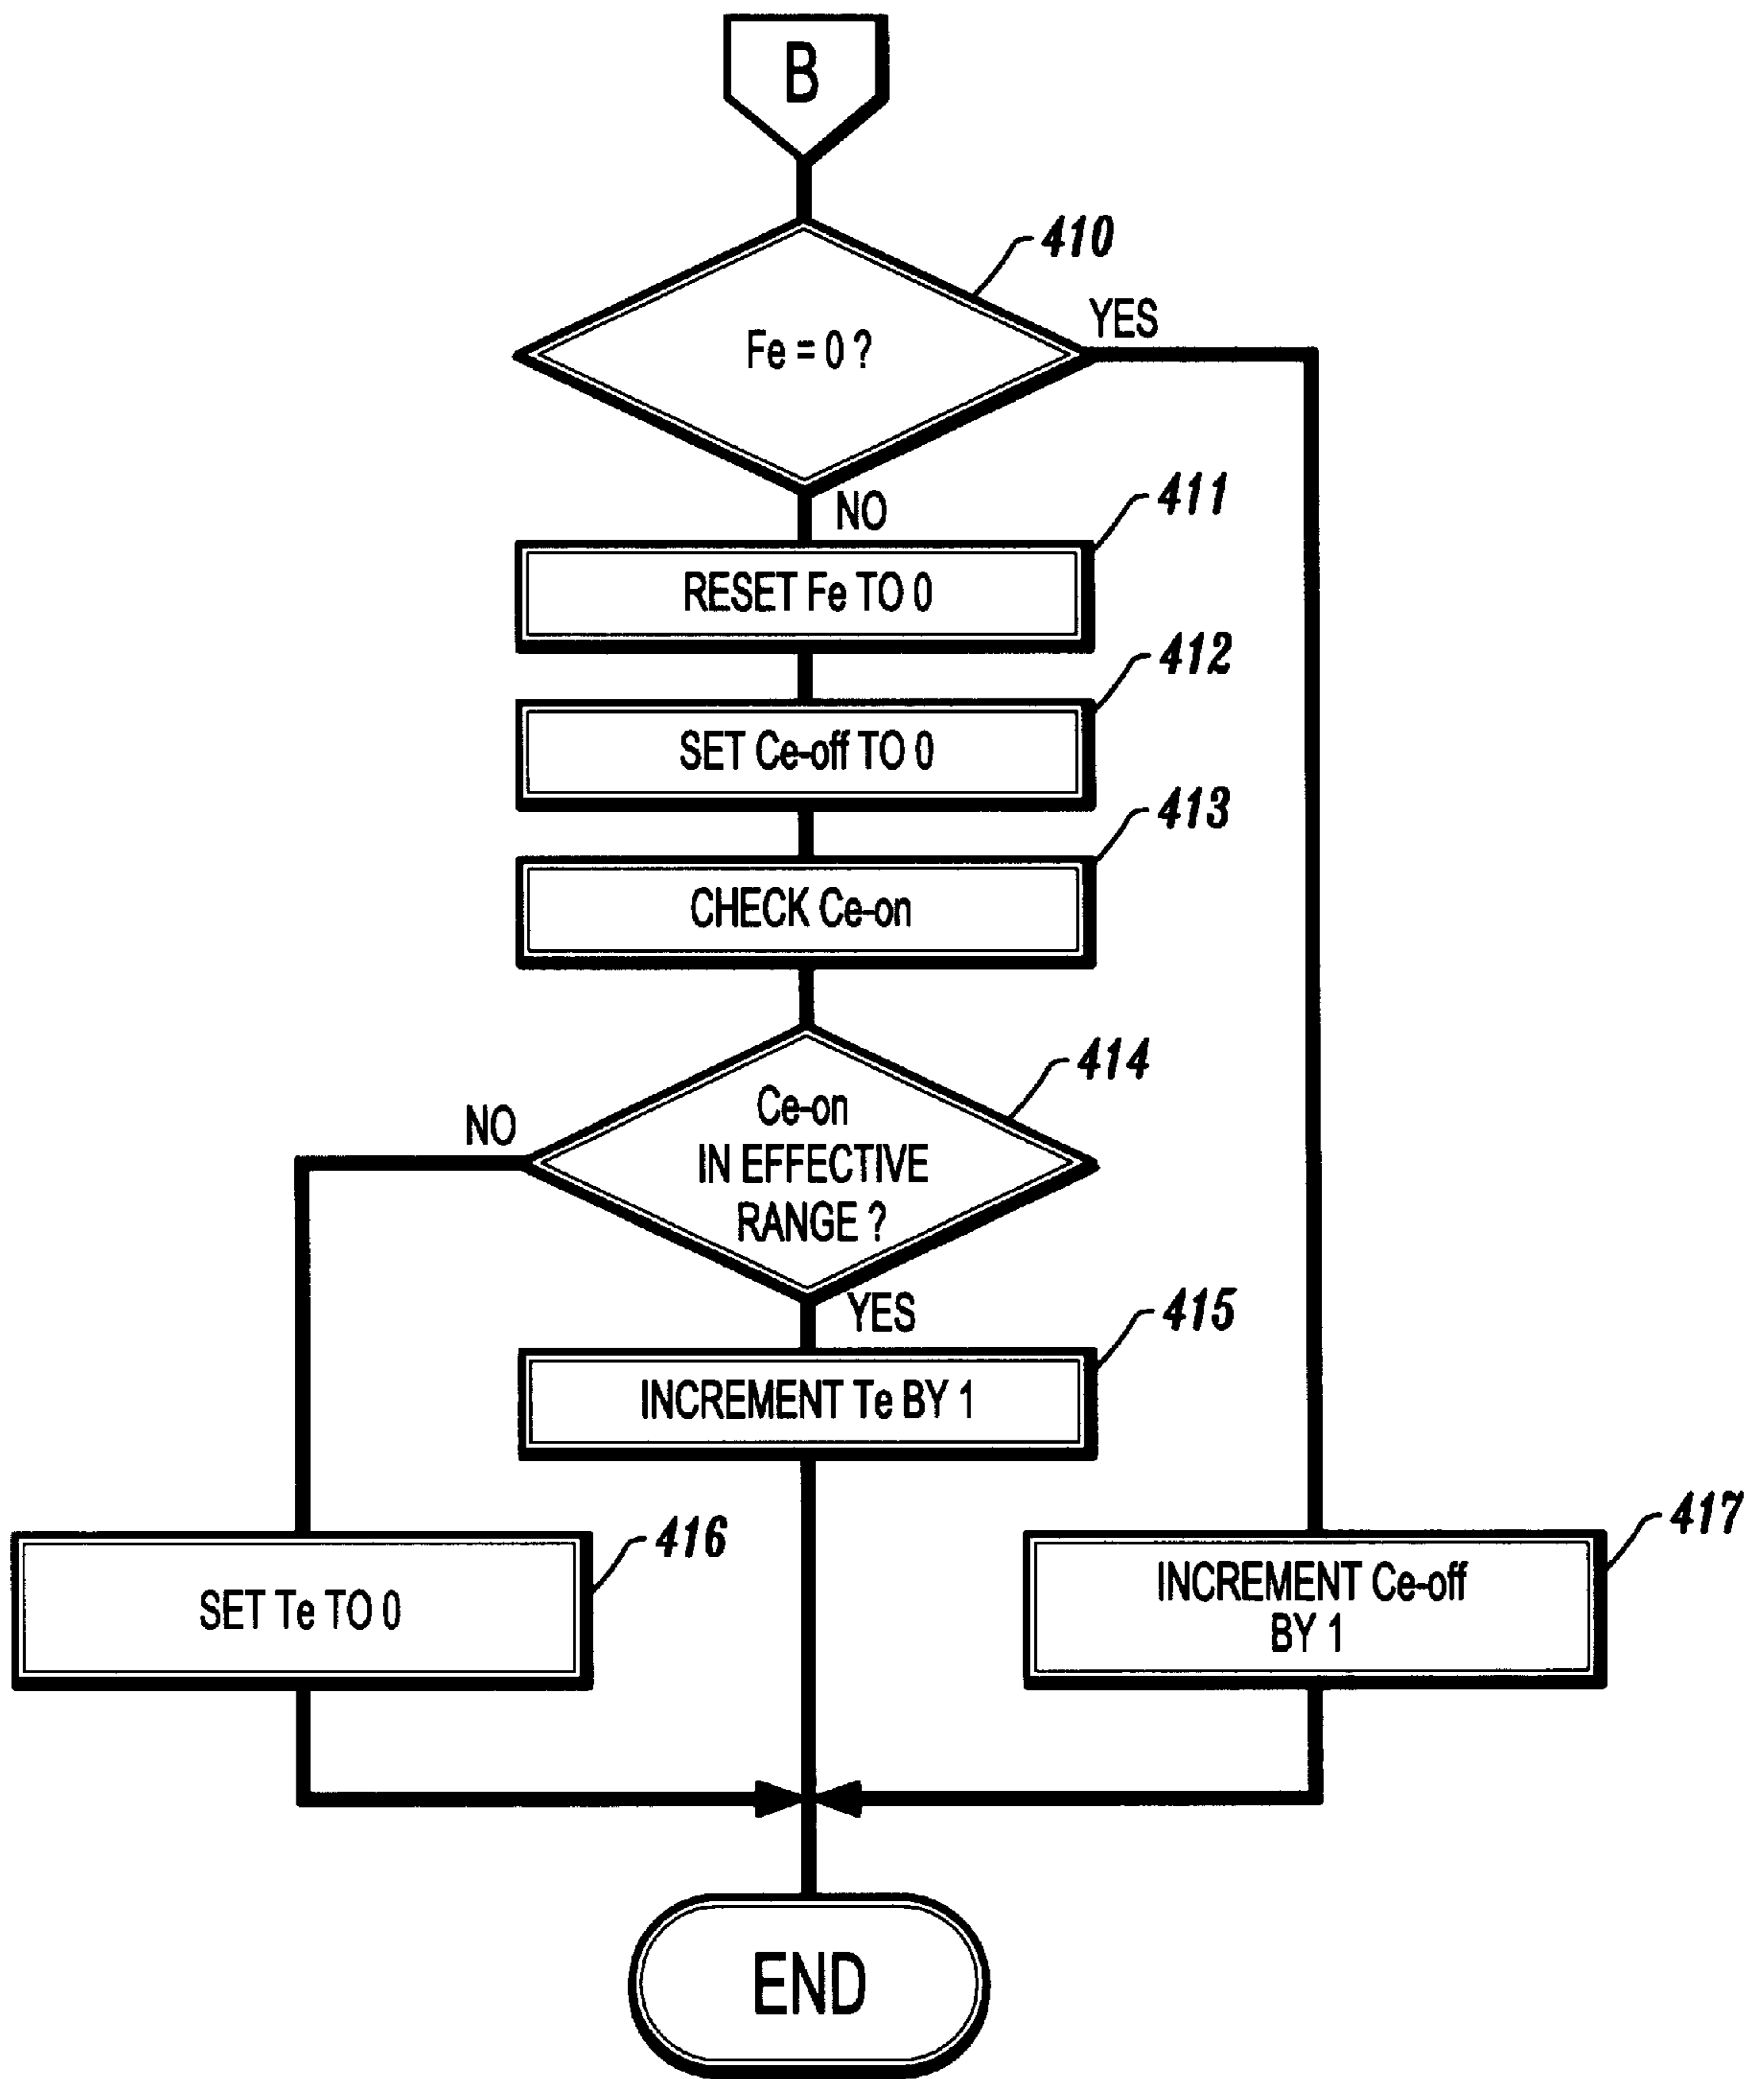 B
410
Fe = 0 ?
YES
NO
411
RESET Fe TO 0
412
SET Ce-off TO 0
413
CHECK Ce-on
414
Ce-on
IN EFFECTIVE
RANGE ?
NO
YES
415
INCREMENT Te BY 1
416
SET Te TO 0
417
INCREMENT Ce-off
BY 1
END